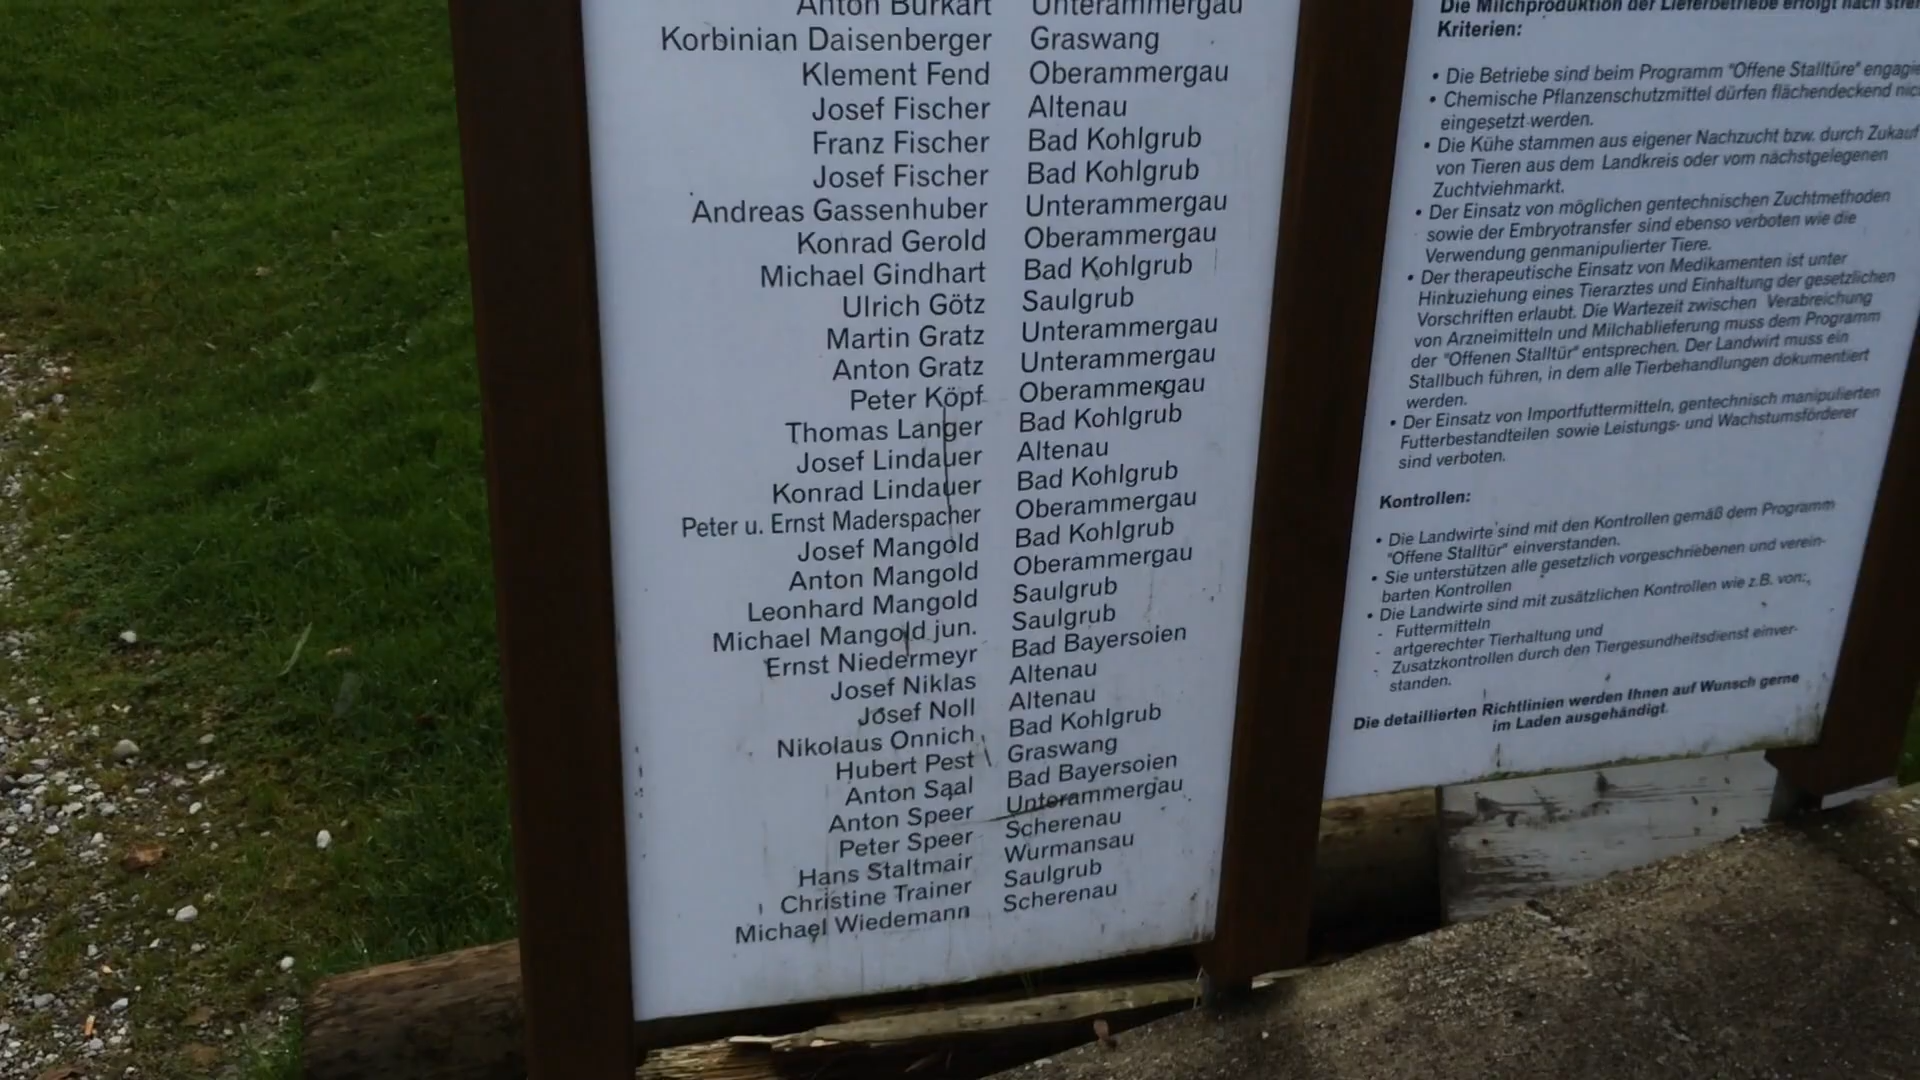 Anton Burkart Unterammergau
Korbinian Daisenberger Graswang
Klement Fend Oberammergau
Josef Fischer Altenau
Franz Fischer Bad Kohlgrub
Josef Fischer Bad Kohlgrub
Andreas Gassenhuber Unterammergau
Konrad Gerold Oberammergau
Michael Gindhart Bad Kohlgrub
Ulrich Götz Saulgrub
Martin Gratz Unterammergau
Anton Gratz Unterammergau
Peter Köpf Oberammergau
Thomas Langer Bad Kohlgrub
Josef Lindauer Altenau
Konrad Lindauer Bad Kohlgrub
Peter u. Ernst Maderspacher Oberammergau
Josef Mangold Bad Kohlgrub
Anton Mangold Oberammergau
Leonhard Mangold Saulgrub
Michael Mangold jun. Saulgrub
Ernst Niedermeyr Bad Bayersoien
Josef Niklas Altenau
Josef Noll Altenau
Nikolaus Onnich Bad Kohlgrub
Hubert Pest Graswang
Anton Saal Bad Bayersoien
Anton Speer Unterammergau
Peter Speer Scherenau
Hans Staltmair Wurmansau
Christine Trainer Saulgrub
Michael Wiedemann Scherenau
Die Milchproduktion der Lieferbetriebe erfolgt nach
Kriterien:
• Die Betriebe sind beim Programm "Offene Stalltüre"
• Chemische Pflanzenschutzmittel dürfen flächendeckend
eingesetzt werden.
• Die Kühe stammen aus eigener Nachzucht bzw. durch Zukauf
von Tieren aus dem Landkreis oder vom nächstgelegenen
Zuchtviehmarkt.
• Der Einsatz von möglichen gentechnischen Zuchtmethoden
sowie der Embryotransfer sind ebenso verboten wie die
Verwendung genmanipulierter Tiere.
• Der therapeutische Einsatz von Medikamenten ist unter
Hinzuziehung eines Tierarztes und Einhaltung der gesetzlichen
Vorschriften erlaubt. Die Wartezeit zwischen Verabreichung
von Arzneimitteln und Milchablieferung muss dem Programm
der "Offenen Stalltür" entsprechen. Der Landwirt muss ein
Stallbuch führen, in dem alle Tierbehandlungen dokumentiert
werden.
• Der Einsatz von Importfuttermitteln, gentechnisch manipulierten
Futterbestandteilen sowie Leistungs- und Wachstumsförderer
sind verboten.
Kontrollen:
• Die Landwirte sind mit den Kontrollen gemäß dem Programm
"Offene Stalltür" einverstanden.
• Sie unterstützen alle gesetzlich vorgeschriebenen und verein-
barten Kontrollen
• Die Landwirte sind mit zusätzlichen Kontrollen wie z.B. von:
- Futtermitteln
- artgerechter Tierhaltung und
- Zusatzkontrollen durch den Tiergesundheitsdienst einver-
standen.
Die detaillierten Richtlinien werden Ihnen auf Wunsch gerne
im Laden ausgehändigt.